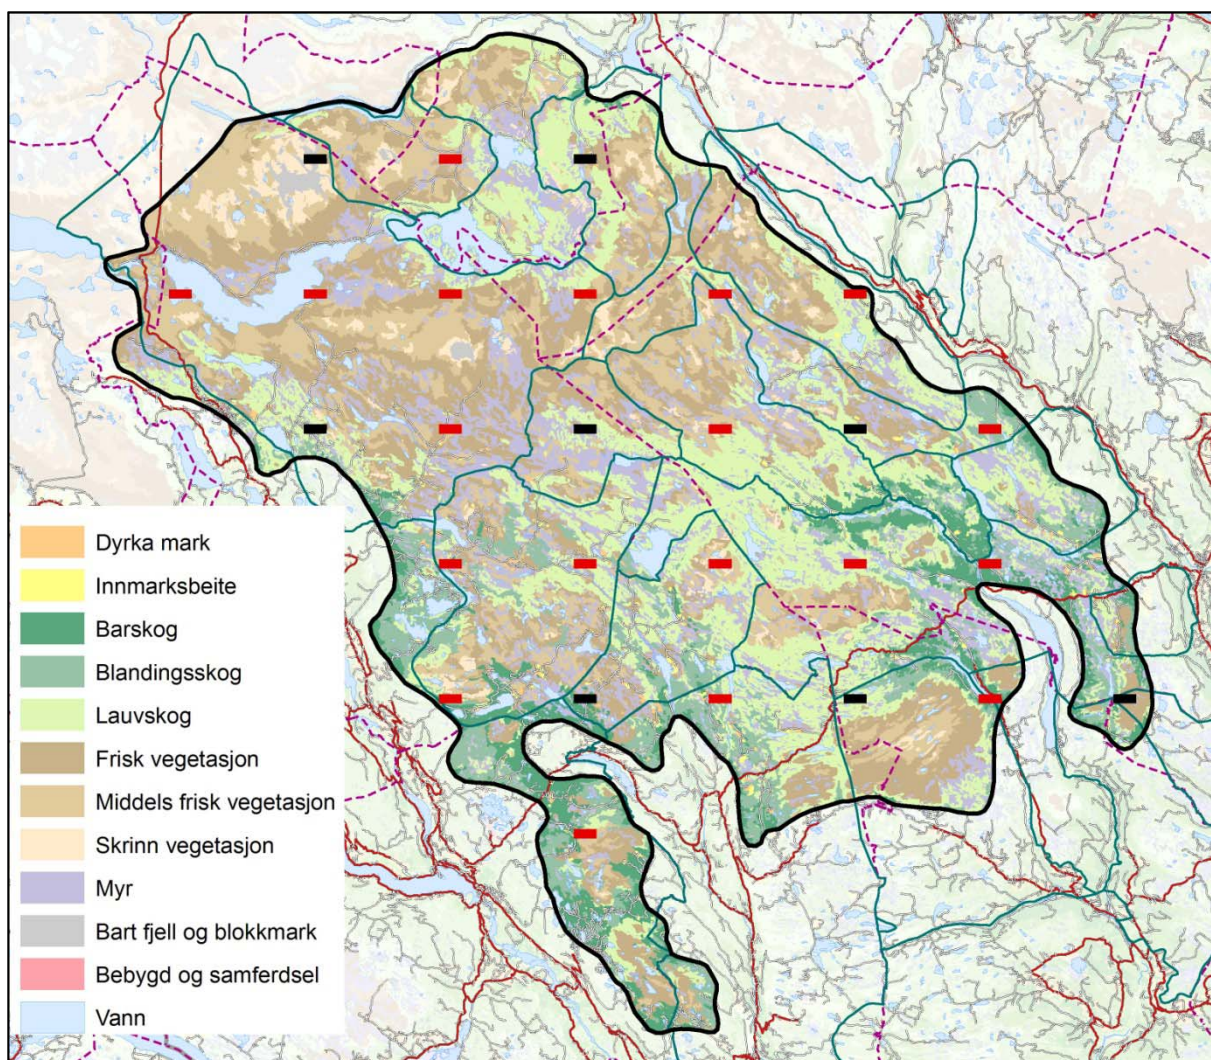 Dyrka mark
Innmarksbeite
Barskog
Blandingsskog
Lauvskog
Frisk vegetasjon
Middels frisk vegetasjon
Skrinn vegetasjon
Myr
Bart fjell og blokkmark
Bebygd og samferdsel
Vann